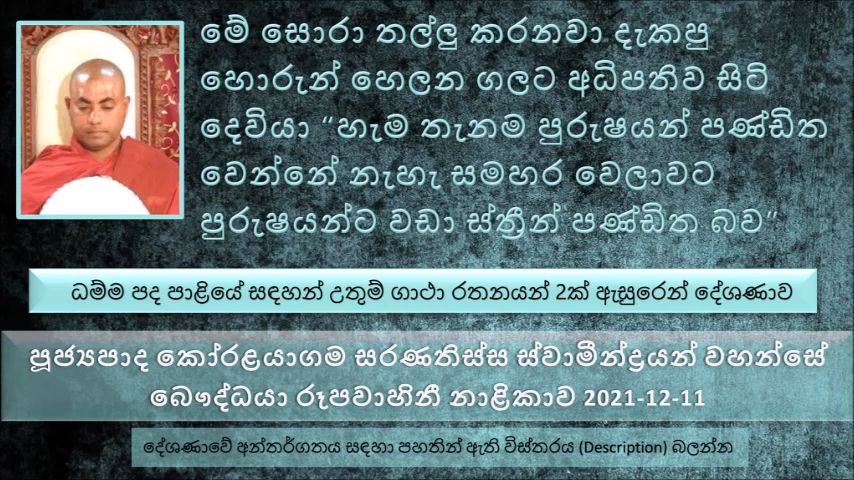 මේ සොරා තල්ලු කරනවා දැකපු
හොරුන් හෙලන ගලට අධිපතිව සිටි
දෙවියා “හැම තැනම පුරුෂයන් පණ්ඩිත
වෙන්නේ නැහැ සමහර වෙලාවට
පුරුෂයන්ට වඩා ස්ත්‍රීන් පණ්ඩිත බව”
ධම්ම පද පාළියේ සඳහන් උතුම් ගාථා රතනයන් 2ක් ඇසුරෙන් දේශණාව
පූජ්‍යපාද කෝරළයාගම සරණතිස්ස ස්වාමීන්ද්‍රයන් වහන්සේ
බෞද්ධයා රූපවාහිනී නාළිකාව 2021-12-11
දේශණාවේ අන්තර්ගතය සඳහා පහතින් ඇති විස්තරය (Description) බලන්න